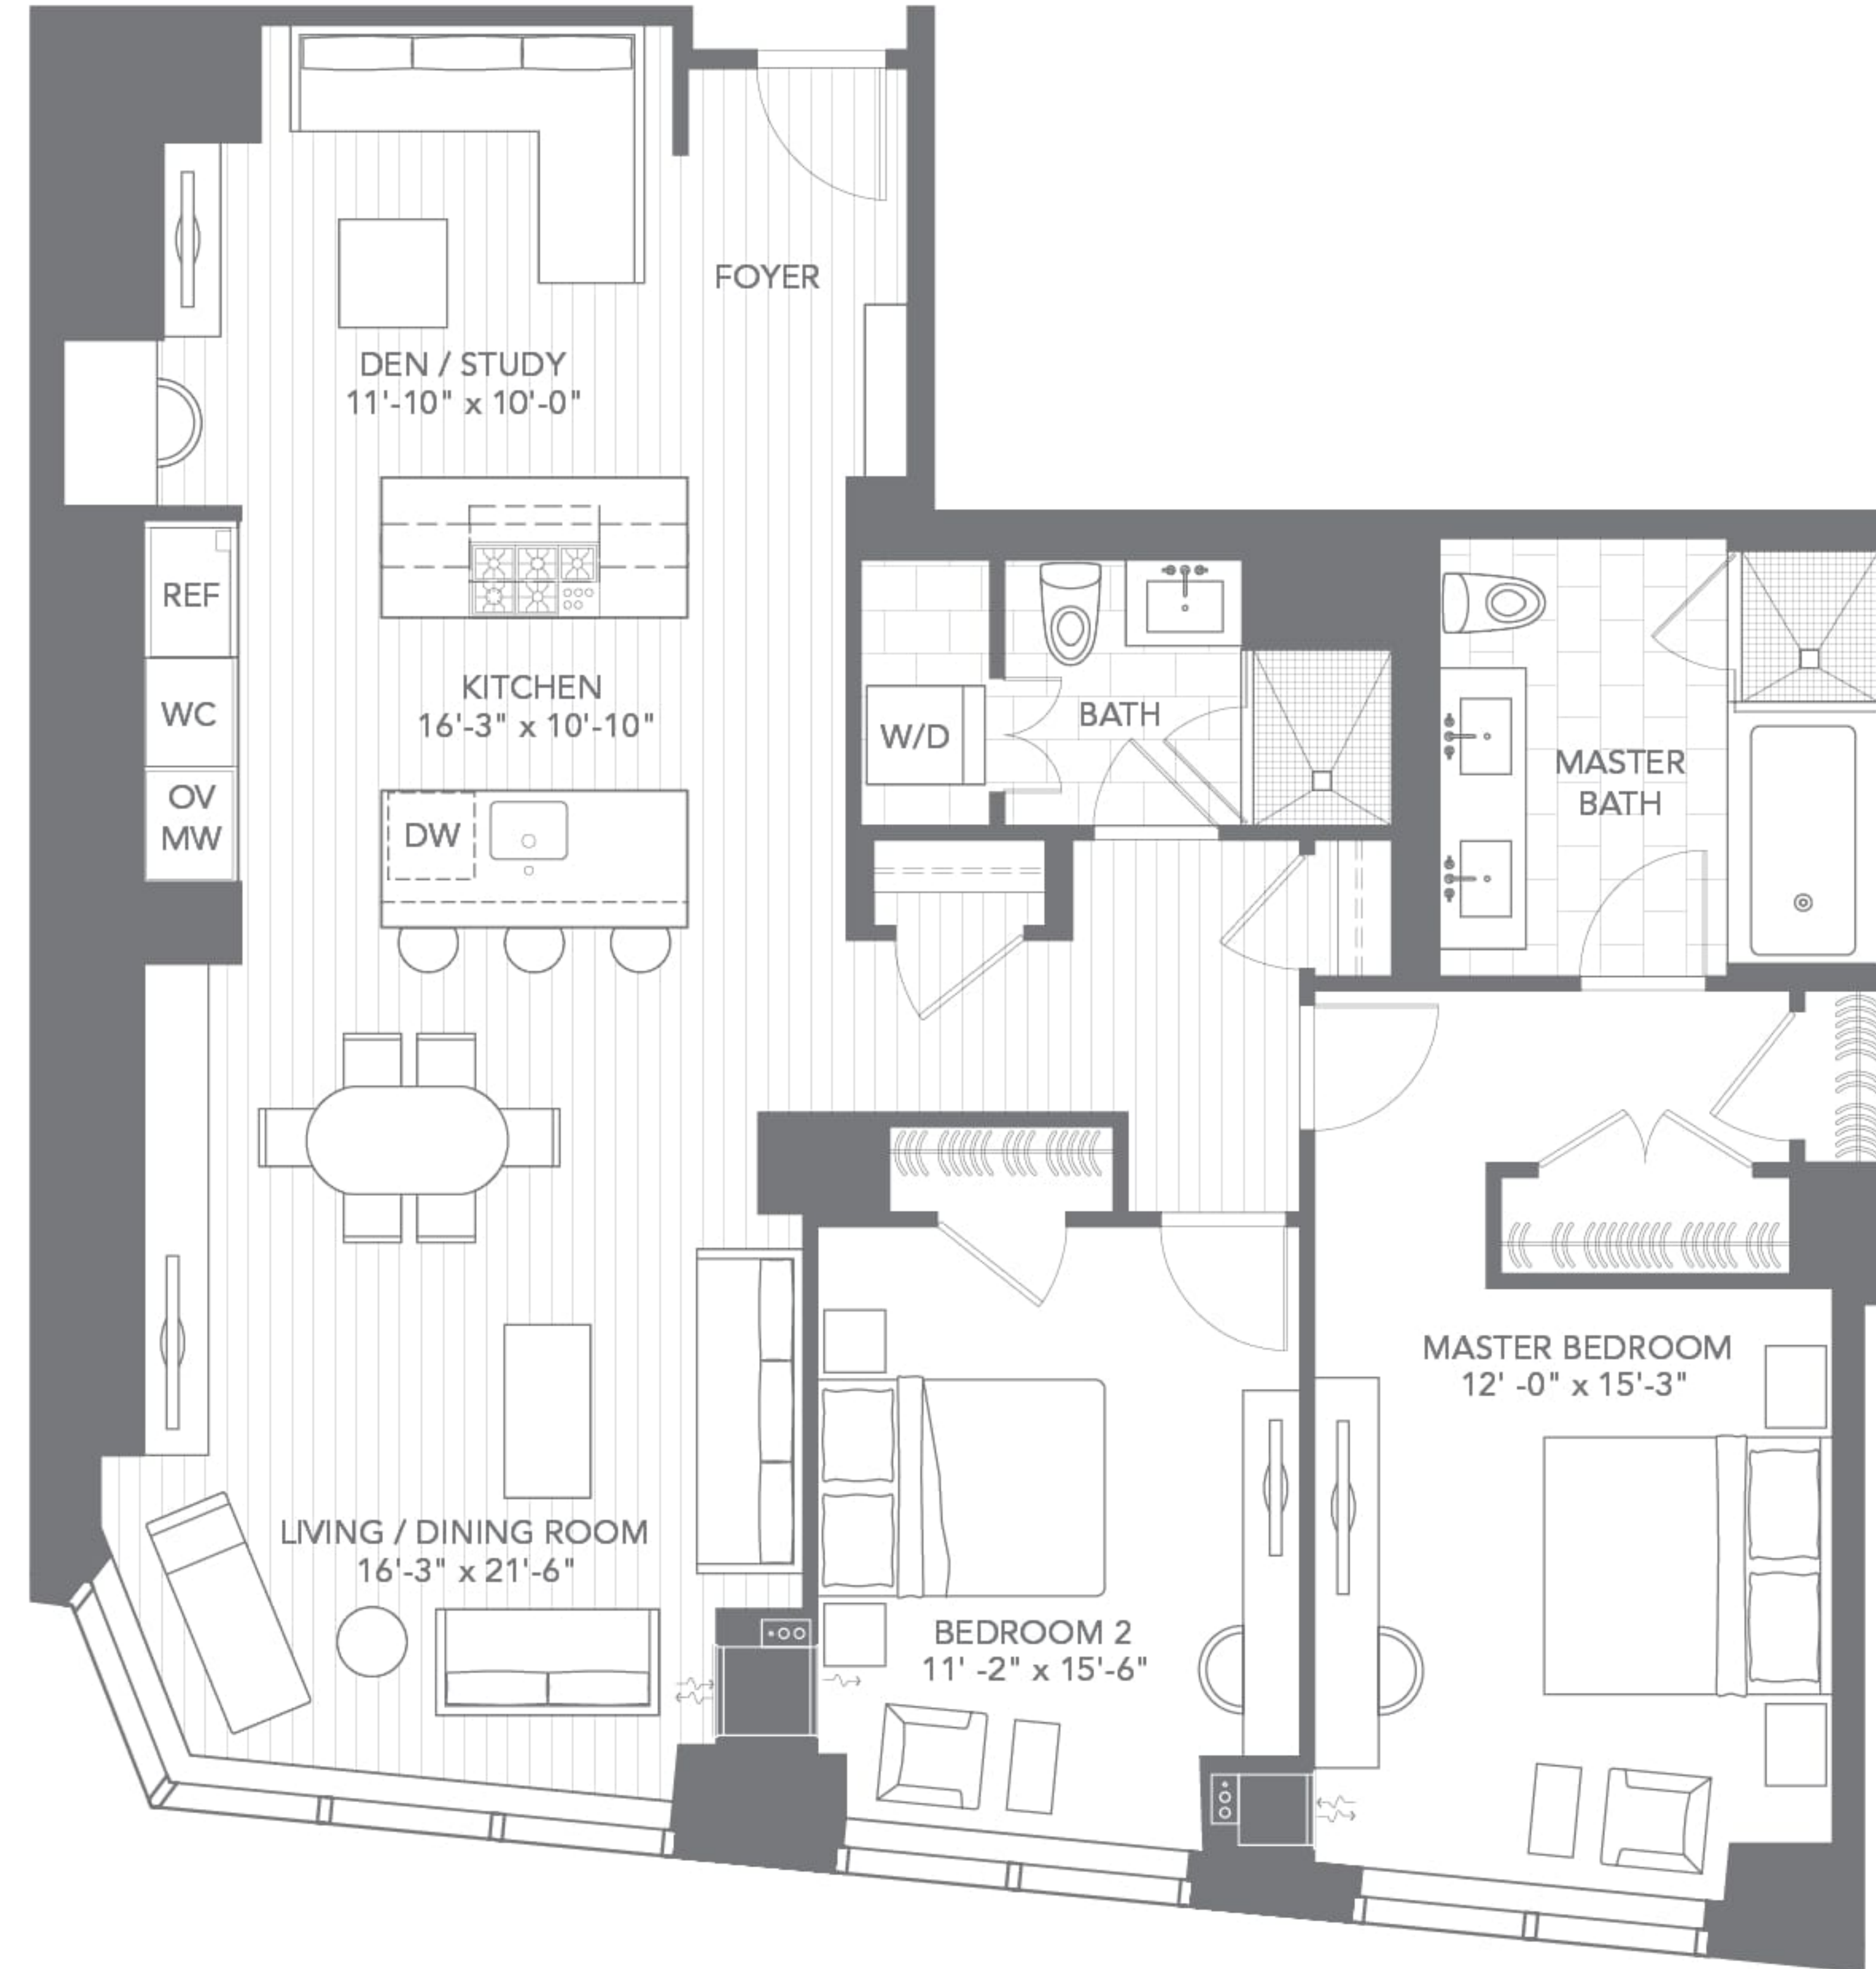 FOYER
DEN / STUDY
11'-10" x 10'-0"
REF
WC
OV
MW
KITCHEN
16'-3" x 10'-10"
DW
W/D
BATH
MASTER
BATH
MASTER BEDROOM
12' -0" x 15'-3"
LIVING / DINING ROOM
16'-3" x 21'-6"
BEDROOM 2
11' -2" x 15'-6"